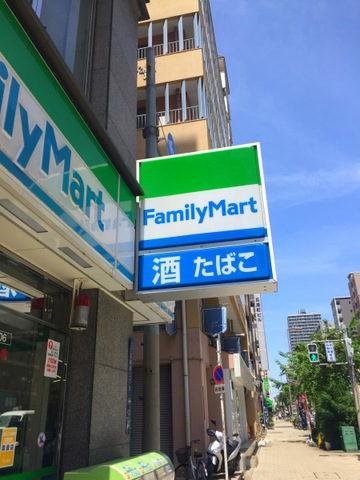 ilyMart
FamilyMart
酒 たばこ